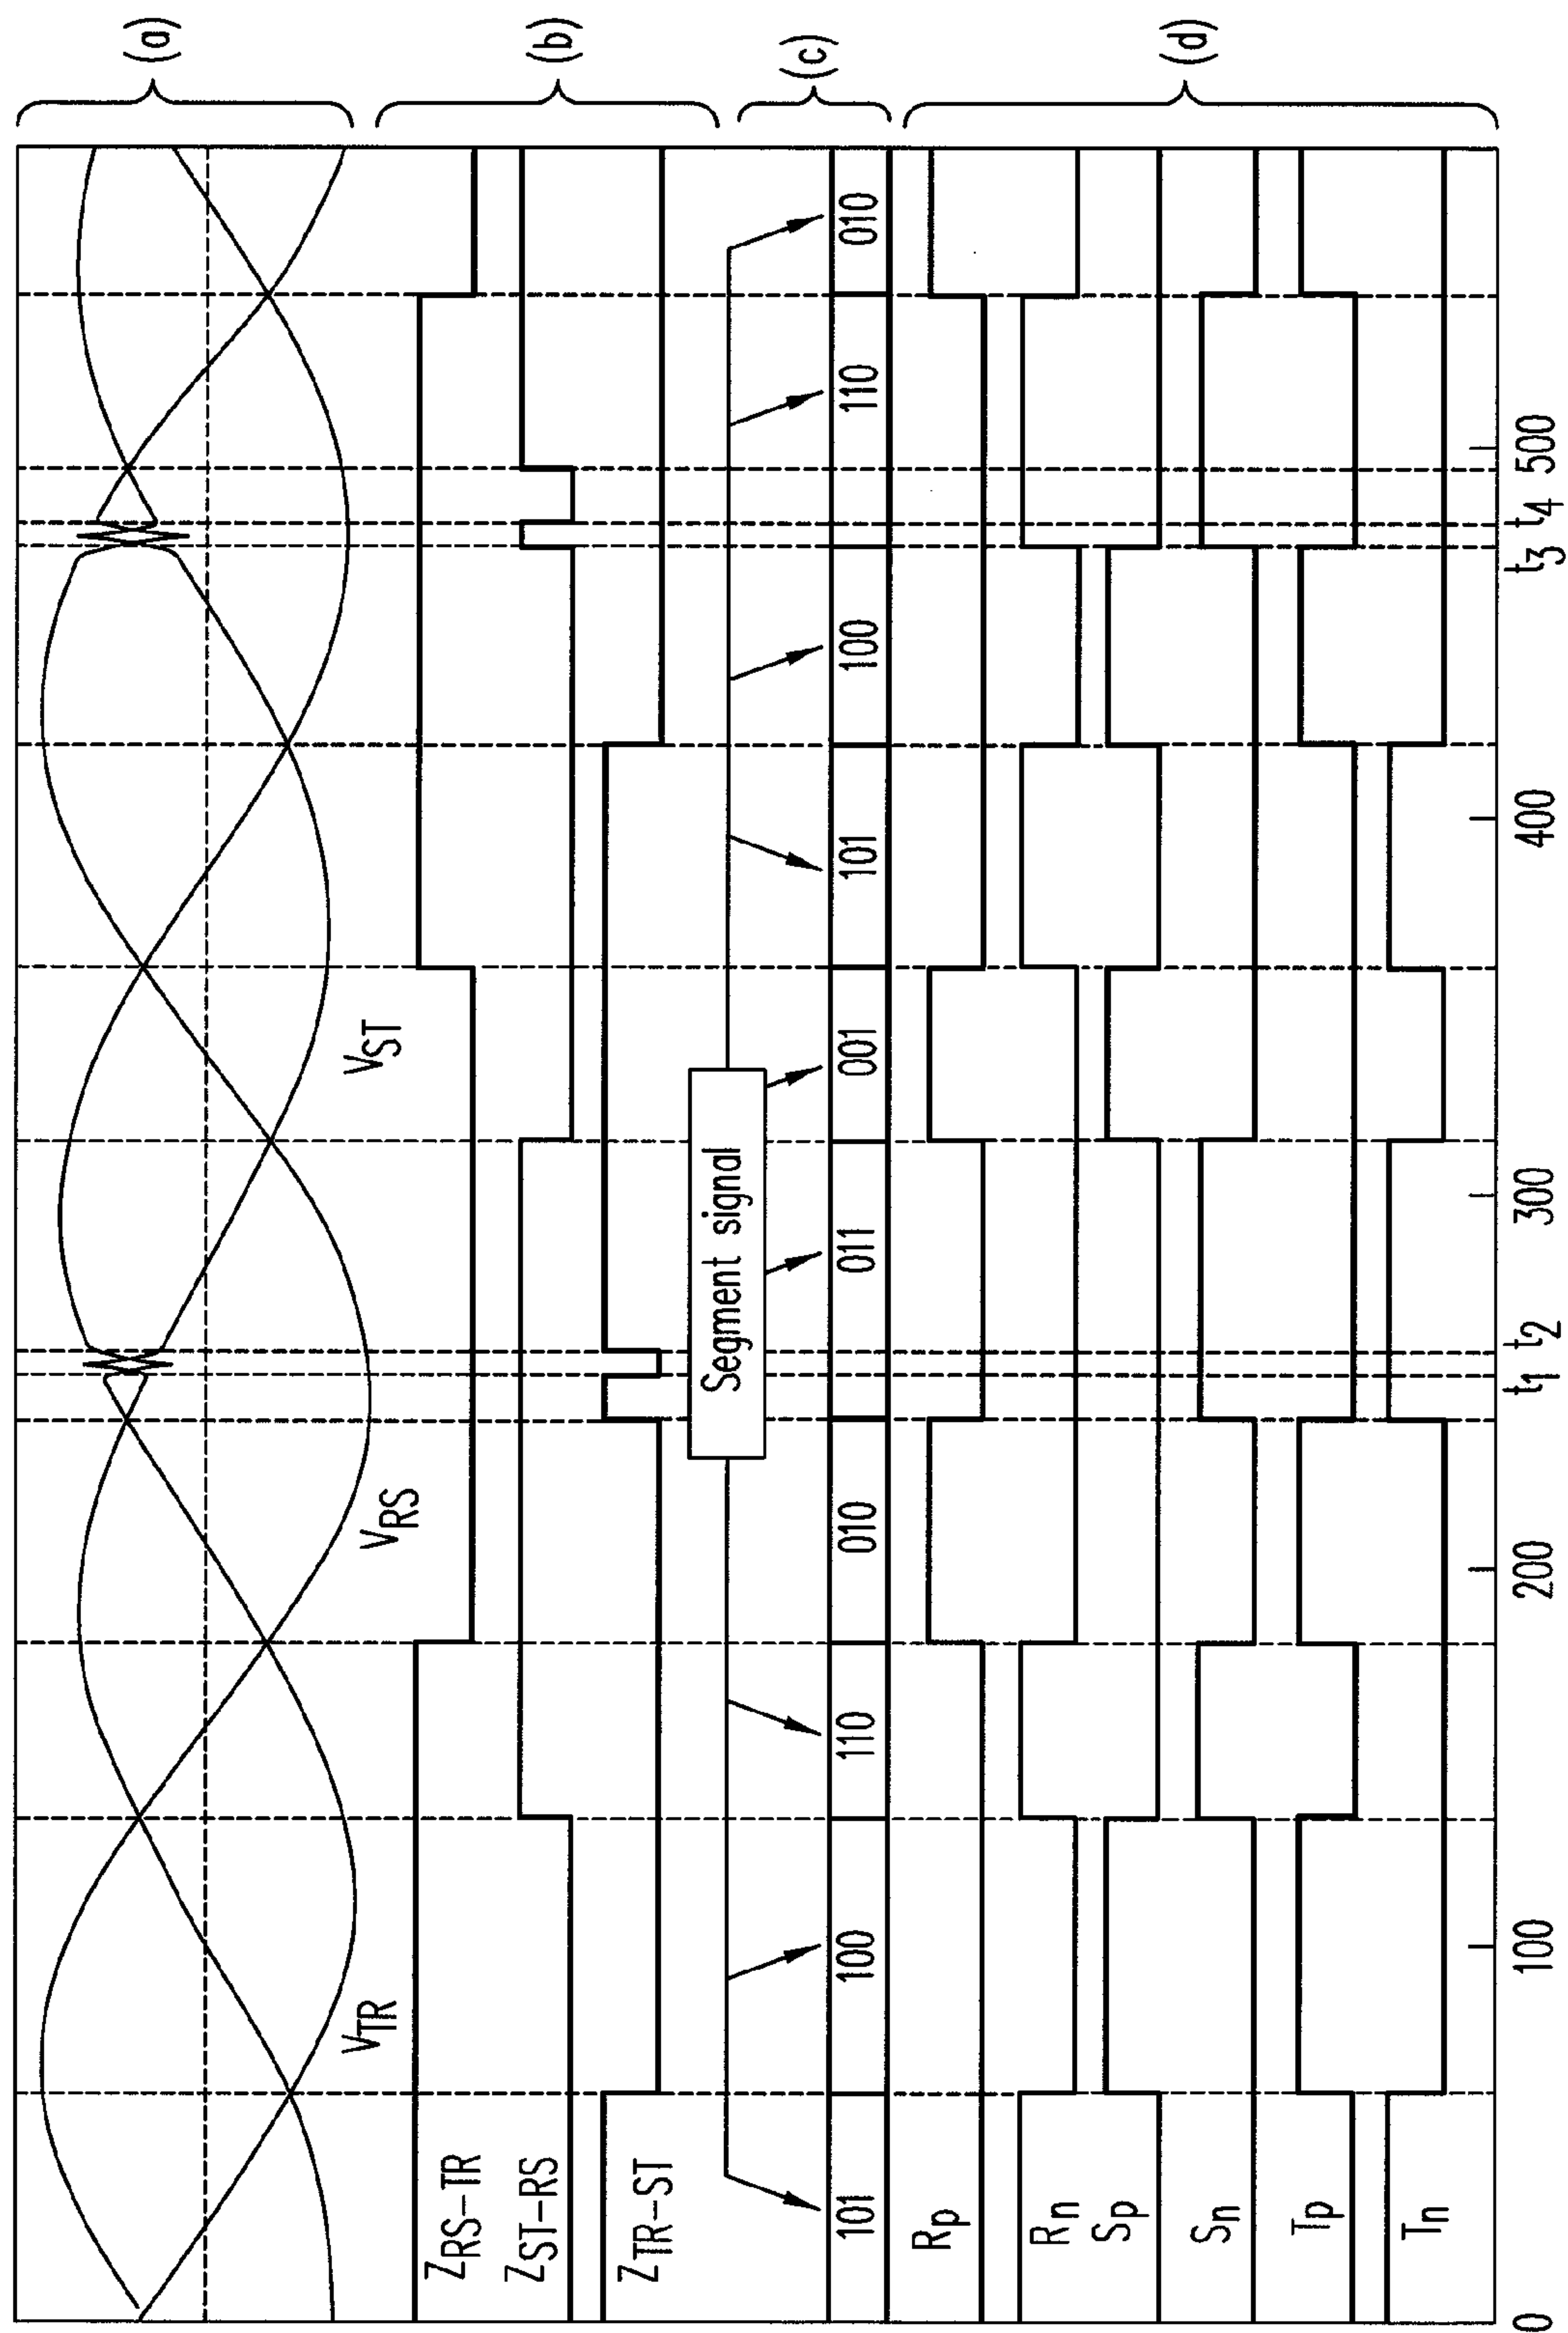 (a)
V_TR
V_RS
V_ST
(b)
Z_RS-TR
Z_ST-RS
Z_TR-ST
Segment signal
(c)
101 100 110 010 011 001 101 100 110 010
(d)
R_p
R_n
S_p
S_n
T_p
T_n
0 100 200 t_1 t_2 300 400 t_3 t_4 500